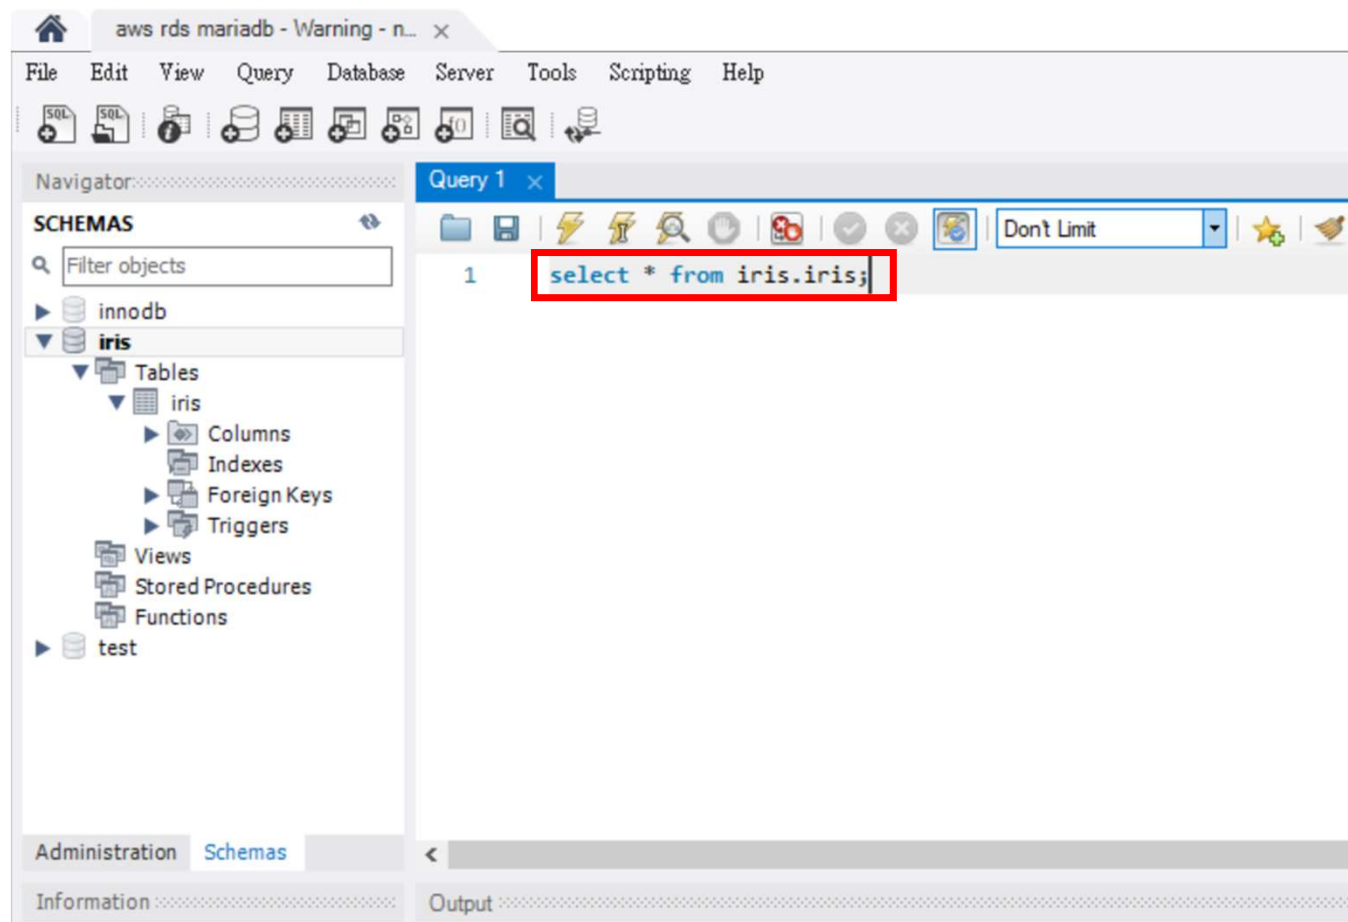 aws rds mariadb - Warning - n...
File Edit View Query Database Server Tools Scripting Help
SQL SQL
Navigator
Query 1
SCHEMAS
Don't Limit
Filter objects
1 select * from iris.iris;
innodb
iris
Tables
iris
Columns
Indexes
Foreign Keys
Triggers
Views
Stored Procedures
Functions
test
Administration Schemas
Information
Output